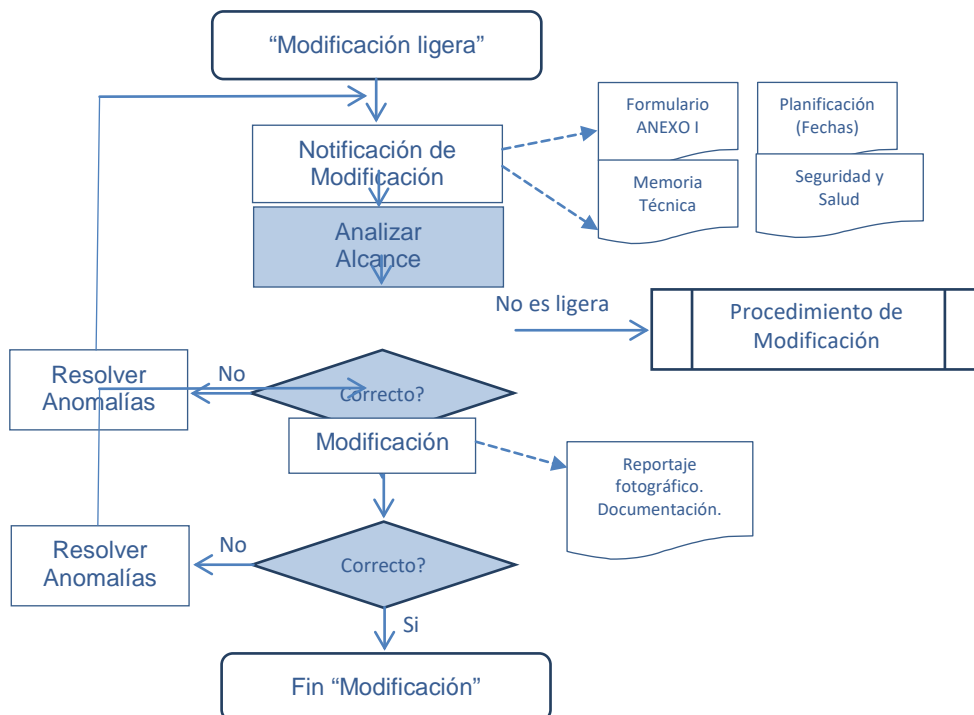 “Modificación ligera”
Formulario
ANEXO I
Planificación
(Fechas)
Notificación de
Modificación
Memoria
Técnica
Seguridad y
Salud
Analizar
Alcance
No es ligera
Procedimiento de
Modificación
Resolver
Anomalías
No
Correcto?
Modificación
Reportaje
fotográfico.
Documentación.
Resolver
Anomalías
No
Correcto?
Si
Fin “Modificación”